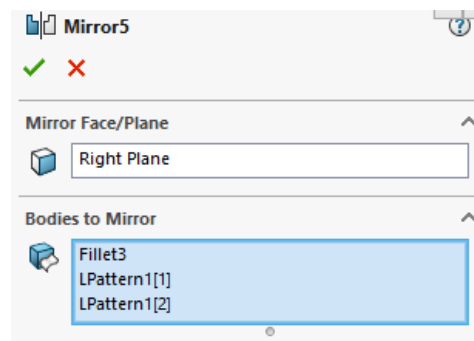 Mirror5
Mirror Face/Plane
Right Plane
Bodies to Mirror
Fillet3
LPattern1[1]
LPattern1[2]